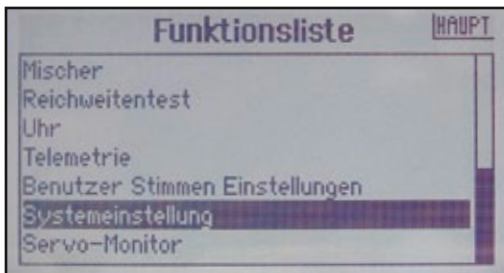 Funktionsliste
HAUPT
Mischer
Reichweitentest
Uhr
Telemetrie
Benutzer Stimmen Einstellungen
Systemeinstellung
Servo-Monitor